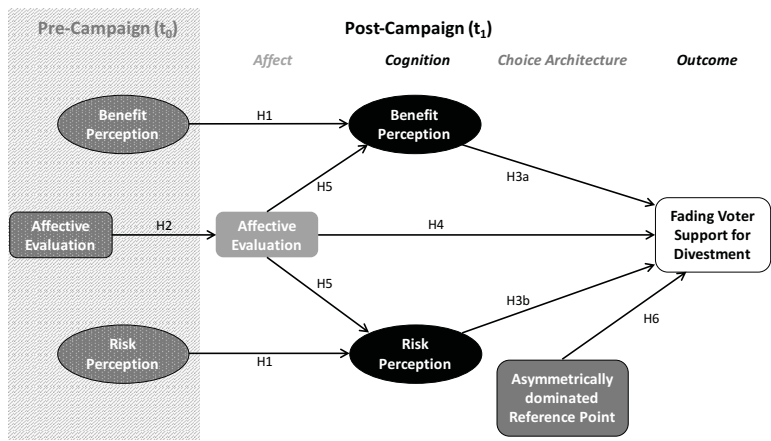 Pre-Campaign (t0)
Post-Campaign (t1)
Affect
Cognition
Choice Architecture
Outcome
Benefit
Perception
H1
Benefit
Perception
H5
H3a
Affective
Evaluation
H2
Affective
Evaluation
H4
Fading Voter
Support for
Divestment
H5
H3b
H6
Risk
Perception
H1
Risk
Perception
Asymmetrically
dominated
Reference Point